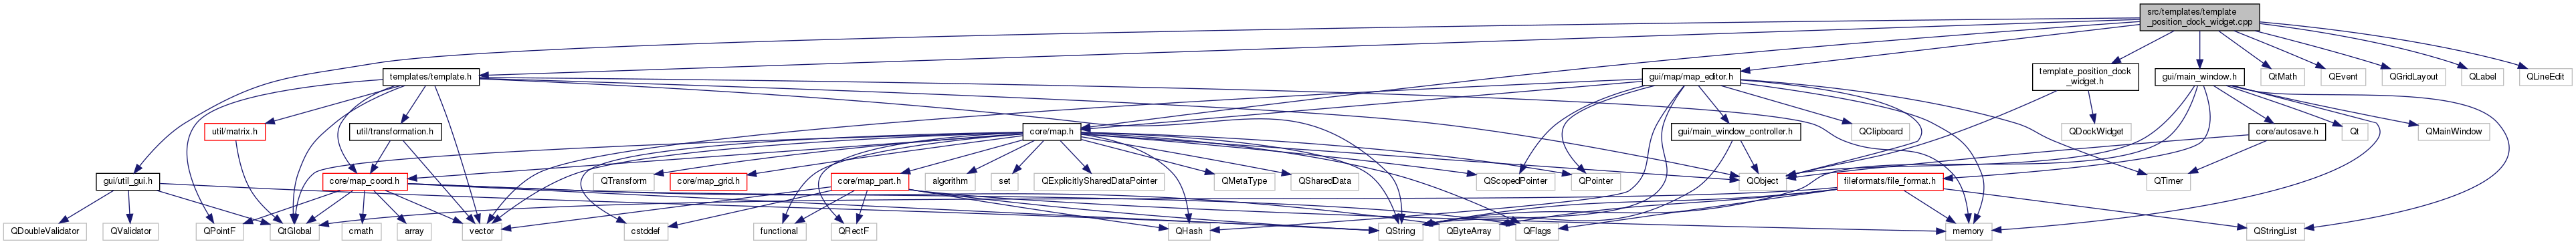 src/templates/template
_position_dock_widget.cpp
templates/template.h
gui/map/map_editor.h
template_position_dock
_widget.h
gui/main_window.h
QtMath
QEvent
QGridLayout
QLabel
QLineEdit
util/matrix.h
util/transformation.h
core/map.h
gui/main_window_controller.h
QClipboard
QDockWidget
core/autosave.h
Qt
QMainWindow
gui/util_gui.h
core/map_coord.h
QTransform
core/map_grid.h
core/map_part.h
algorithm
set
QExplicitlySharedDataPointer
QMetaType
QSharedData
QScopedPointer
QPointer
QObject
fileformats/file_format.h
QTimer
QDoubleValidator
QValidator
QPointF
QtGlobal
cmath
array
vector
cstddef
functional
QRectF
QHash
QString
QByteArray
QFlags
memory
QStringList